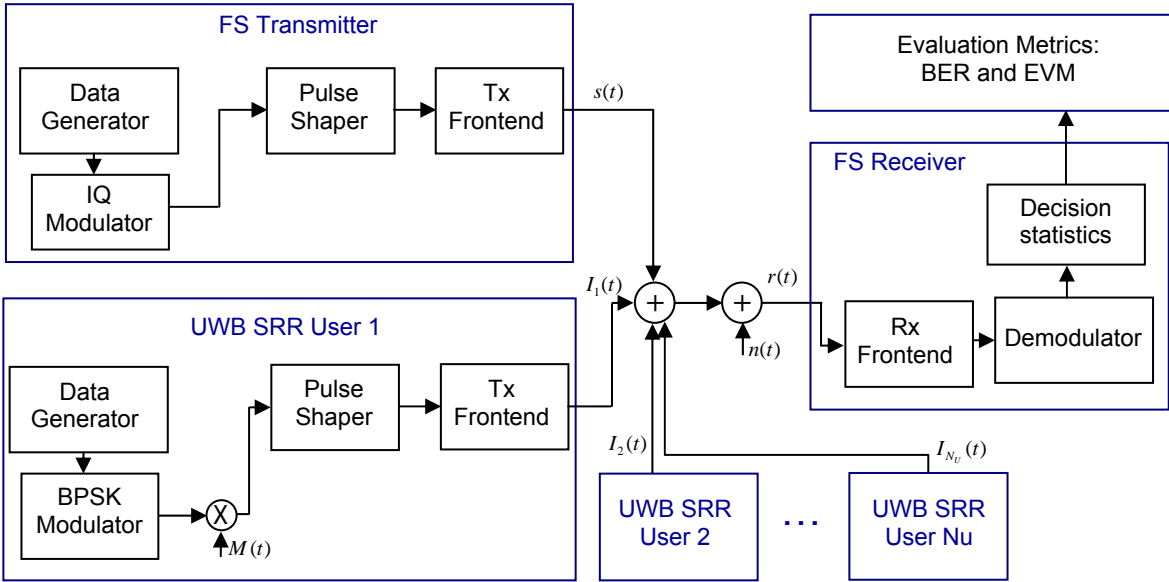 FS Transmitter
Data
Generator
IQ
Modulator
Pulse
Shaper
Tx
Frontend
s(t)
Evaluation Metrics:
BER and EVM
FS Receiver
Decision
statistics
Rx
Frontend
Demodulator
I₁(t)
+
+
r(t)
n(t)
UWB SRR User 1
Data
Generator
BPSK
Modulator
X
M(t)
Pulse
Shaper
Tx
Frontend
I₂(t)
I_{N_U}(t)
UWB SRR
User 2
...
UWB SRR
User Nu